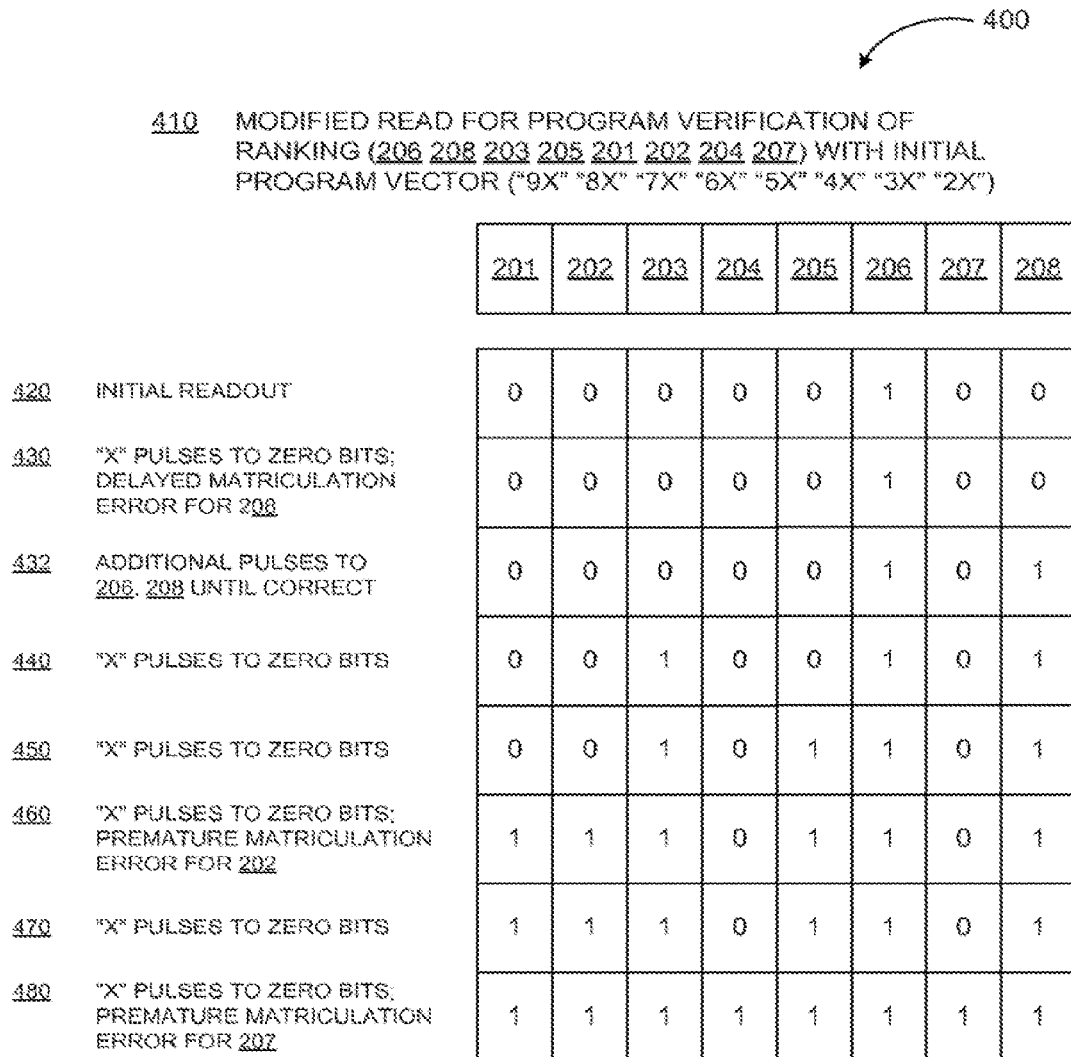 400
410 MODIFIED READ FOR PROGRAM VERIFICATION OF
RANKING (206 208 203 205 201 202 204 207) WITH INITIAL
PROGRAM VECTOR ("9X" "8X" "7X" "6X" "5X" "4X" "3X" "2X")
201 202 203 204 205 206 207 208
420 INITIAL READOUT 0 0 0 0 0 1 0 0
430 "X" PULSES TO ZERO BITS;
DELAYED MATRICULATION 0 0 0 0 0 1 0 0
ERROR FOR 208
432 ADDITIONAL PULSES TO
206, 208 UNTIL CORRECT 0 0 0 0 0 1 0 1
440 "X" PULSES TO ZERO BITS 0 0 1 0 0 1 0 1
450 "X" PULSES TO ZERO BITS 0 0 1 0 1 1 0 1
460 "X" PULSES TO ZERO BITS;
PREMATURE MATRICULATION 1 1 1 0 1 1 0 1
ERROR FOR 202
470 "X" PULSES TO ZERO BITS 1 1 1 0 1 1 0 1
480 "X" PULSES TO ZERO BITS;
PREMATURE MATRICULATION 1 1 1 1 1 1 1 1
ERROR FOR 207